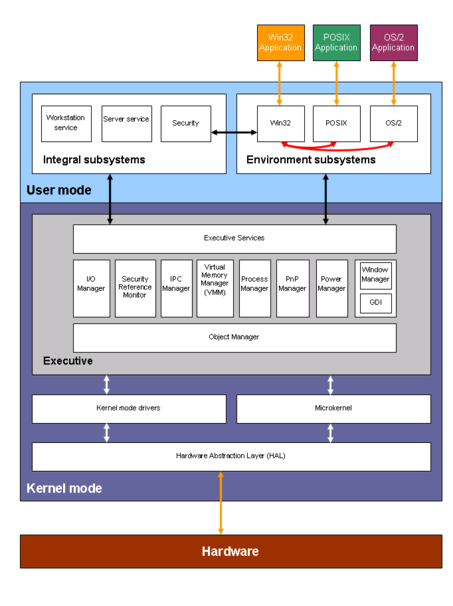 Win32
Application
POSIX
Application
OS/2
Application
Workstation
service
Server service
Security
Win32
POSIX
OS/2
Integral subsystems
Environment subsystems
User mode
Executive Services
I/O
Manager
Security
Reference
Monitor
IPC
Manager
Virtual
Memory
Manager
(VMM)
Process
Manager
PnP
Manager
Power
Manager
Window
Manager
GDI
Object Manager
Executive
Kernel mode drivers
Microkernel
Hardware Abstraction Layer (HAL)
Kernel mode
Hardware